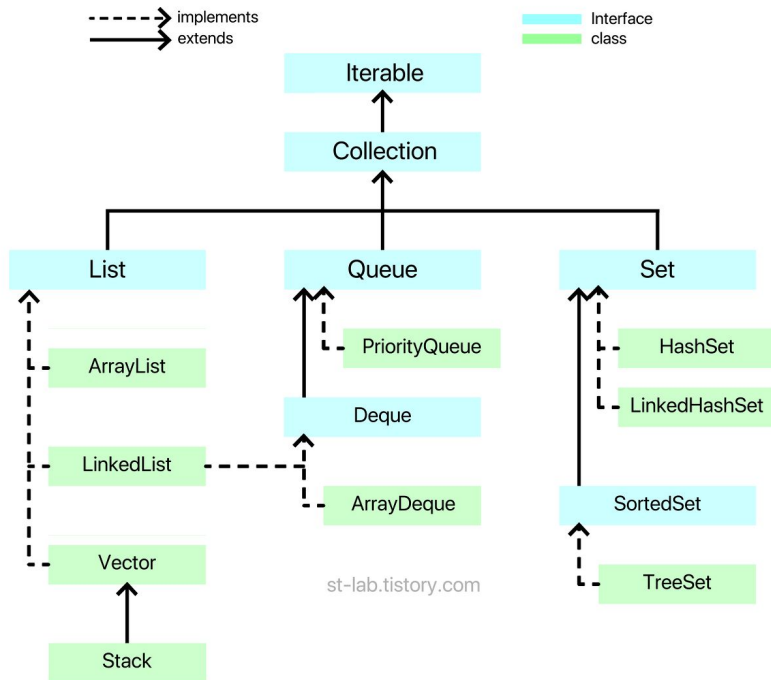 implements
extends
Interface
class
Iterable
Collection
List
Queue
Set
PriorityQueue
HashSet
ArrayList
LinkedHashSet
Deque
LinkedList
ArrayDeque
SortedSet
Vector
st-lab.tistory.com
TreeSet
Stack